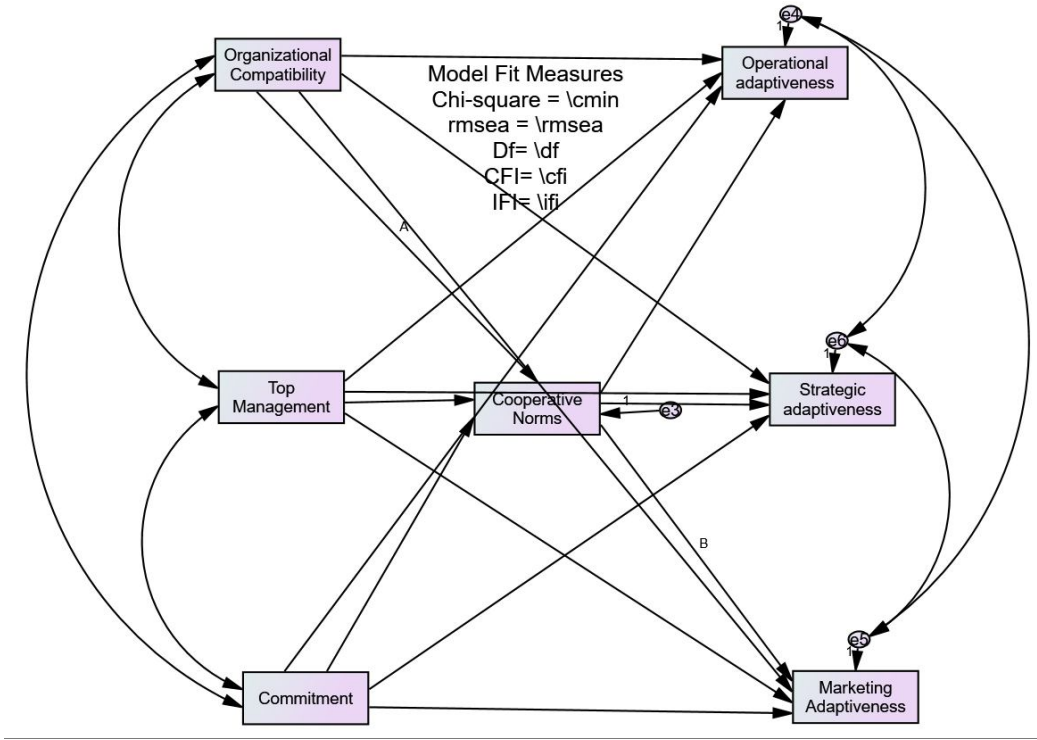 e4
1
Organizational
Compatibility
Operational
adaptiveness
Model Fit Measures
Chi-square = \cmin
rmsea = \rmsea
Df= \df
CFI= \cfi
IFI= \ifi
A
e6
1
Top
Management
Cooperative
Norms
1
e3
Strategic
adaptiveness
B
e5
1
Commitment
Marketing
Adaptiveness